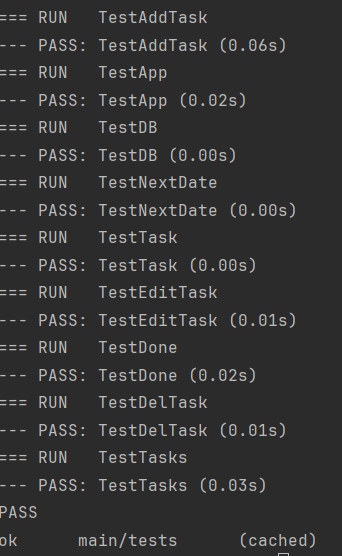 === RUN   TestAddTask
--- PASS: TestAddTask (0.06s)
=== RUN   TestApp
--- PASS: TestApp (0.02s)
=== RUN   TestDB
--- PASS: TestDB (0.00s)
=== RUN   TestNextDate
--- PASS: TestNextDate (0.00s)
=== RUN   TestTask
--- PASS: TestTask (0.00s)
=== RUN   TestEditTask
--- PASS: TestEditTask (0.01s)
=== RUN   TestDone
--- PASS: TestDone (0.02s)
=== RUN   TestDelTask
--- PASS: TestDelTask (0.01s)
=== RUN   TestTasks
--- PASS: TestTasks (0.03s)
PASS
ok      main/tests      (cached)